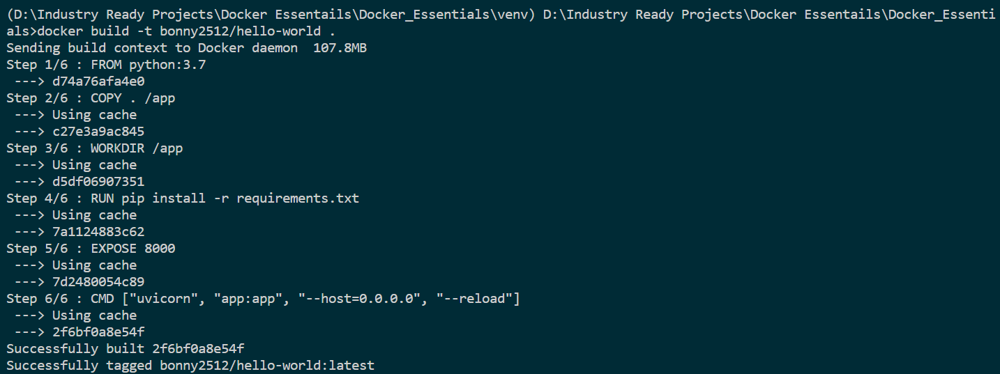 (D:\Industry Ready Projects\Docker Essentails\Docker_Essentials\venv) D:\Industry Ready Projects\Docker Essentails\Docker_Essenti
als>docker build -t bonny2512/hello-world .
Sending build context to Docker daemon  107.8MB
Step 1/6 : FROM python:3.7
 ---> d74a76afa4e0
Step 2/6 : COPY . /app
 ---> Using cache
 ---> c27e3a9ac845
Step 3/6 : WORKDIR /app
 ---> Using cache
 ---> d5df06907351
Step 4/6 : RUN pip install -r requirements.txt
 ---> Using cache
 ---> 7a1124883c62
Step 5/6 : EXPOSE 8000
 ---> Using cache
 ---> 7d2480054c89
Step 6/6 : CMD ["uvicorn", "app:app", "--host=0.0.0.0", "--reload"]
 ---> Using cache
 ---> 2f6bf0a8e54f
Successfully built 2f6bf0a8e54f
Successfully tagged bonny2512/hello-world:latest